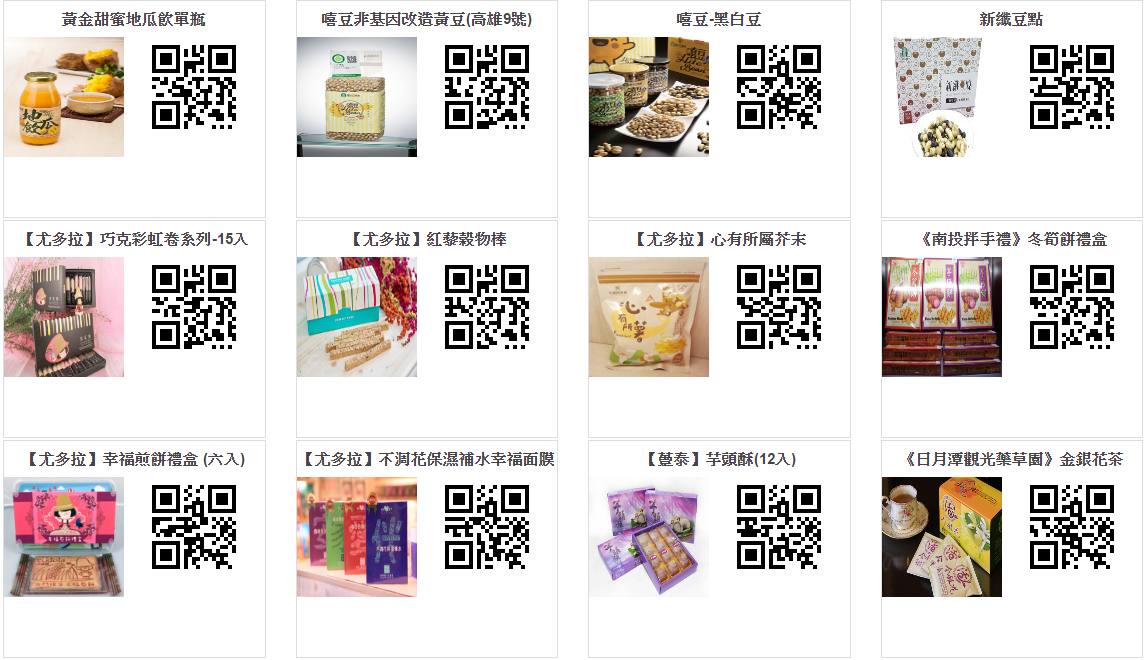 黃金甜蜜地瓜飲單瓶
嘻豆非基因改造黃豆(高雄9號)
嘻豆-黑白豆
新纖豆點
【尤多拉】巧克彩虹卷系列-15入
【尤多拉】紅藜穀物棒
【尤多拉】心有所屬芥末
《南投拌手禮》冬筍餅禮盒
【尤多拉】幸福煎餅禮盒 (六入)
【尤多拉】不凋花保濕補水幸福面膜
【躉泰】芋頭酥(12入)
《日月潭觀光藥草園》金銀花茶